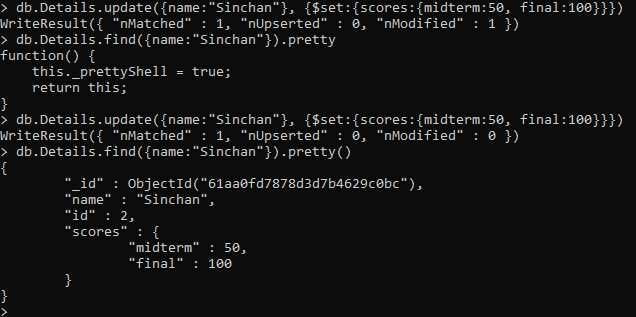 > db.Details.update({name:"Sinchan"}, {$set:{scores:{midterm:50, final:100}}})
WriteResult({ "nMatched" : 1, "nUpserted" : 0, "nModified" : 1 })
> db.Details.find({name:"Sinchan"}).pretty
function() {
    this._prettyShell = true;
    return this;
}
> db.Details.update({name:"Sinchan"}, {$set:{scores:{midterm:50, final:100}}})
WriteResult({ "nMatched" : 1, "nUpserted" : 0, "nModified" : 0 })
> db.Details.find({name:"Sinchan"}).pretty()
{
        "_id" : ObjectId("61aa0fd7878d3d7b4629c0bc"),
        "name" : "Sinchan",
        "id" : 2,
        "scores" : {
                "midterm" : 50,
                "final" : 100
        }
}
>